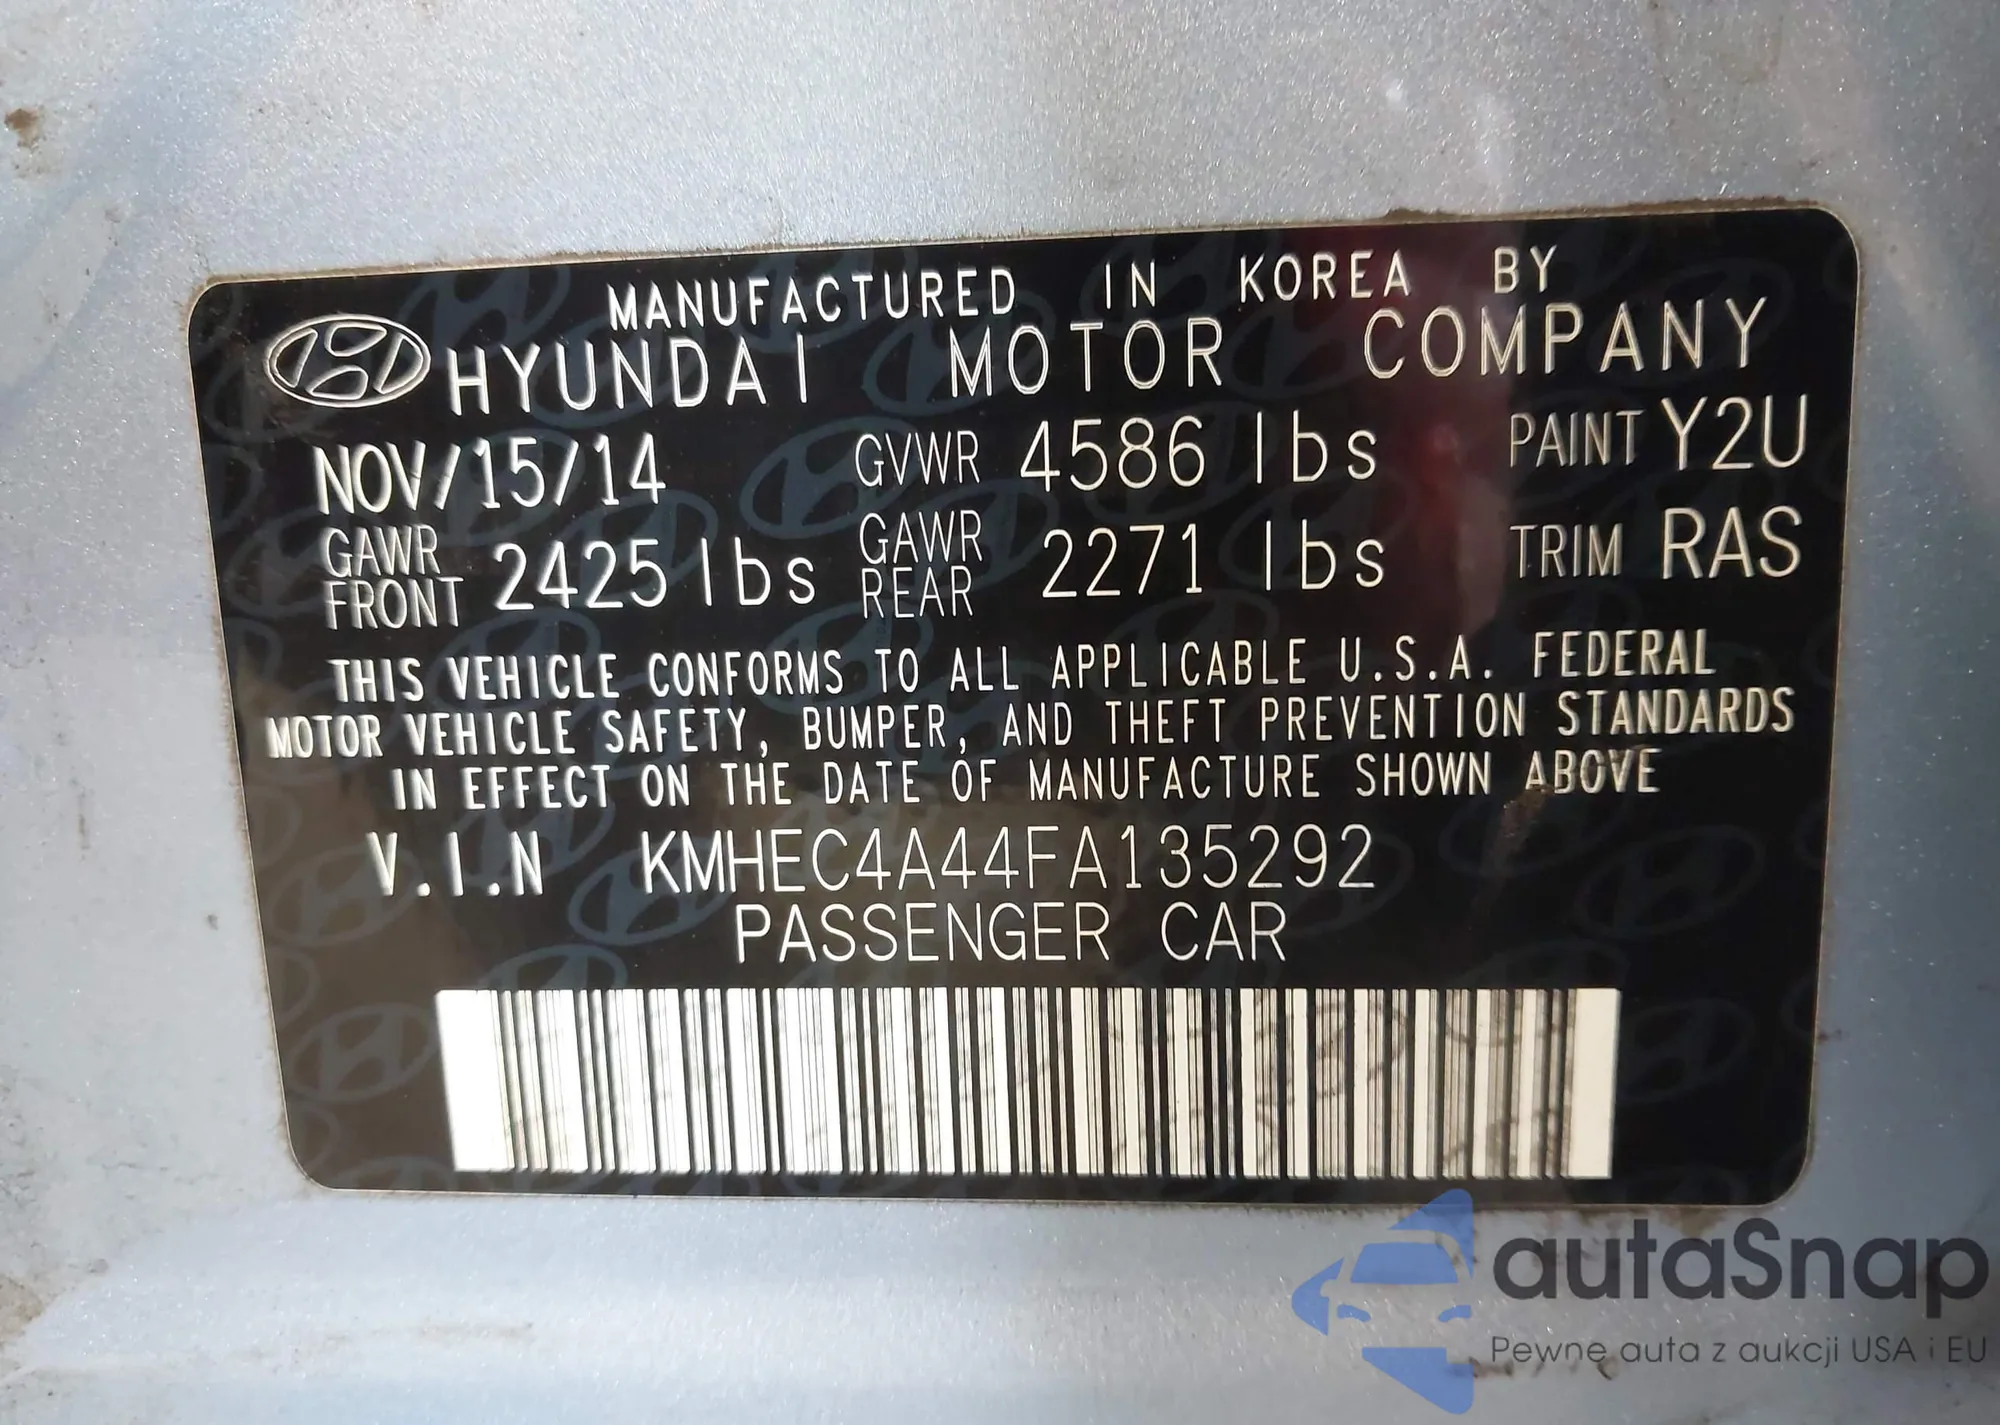 MANUFACTURED IN KOREA BY
HYUNDAI MOTOR COMPANY
NOV/15/14 GVWR 4586 lbs PAINT Y2U
GAWR FRONT 2425 lbs GAWR REAR 2271 lbs TRIM RAS
THIS VEHICLE CONFORMS TO ALL APPLICABLE U.S.A. FEDERAL
MOTOR VEHICLE SAFETY, BUMPER, AND THEFT PREVENTION STANDARDS
IN EFFECT ON THE DATE OF MANUFACTURE SHOWN ABOVE
V.I.N KMHEC4A44FA135292
PASSENGER CAR
autaSnap
Pewne auta z aukcji USA i EU